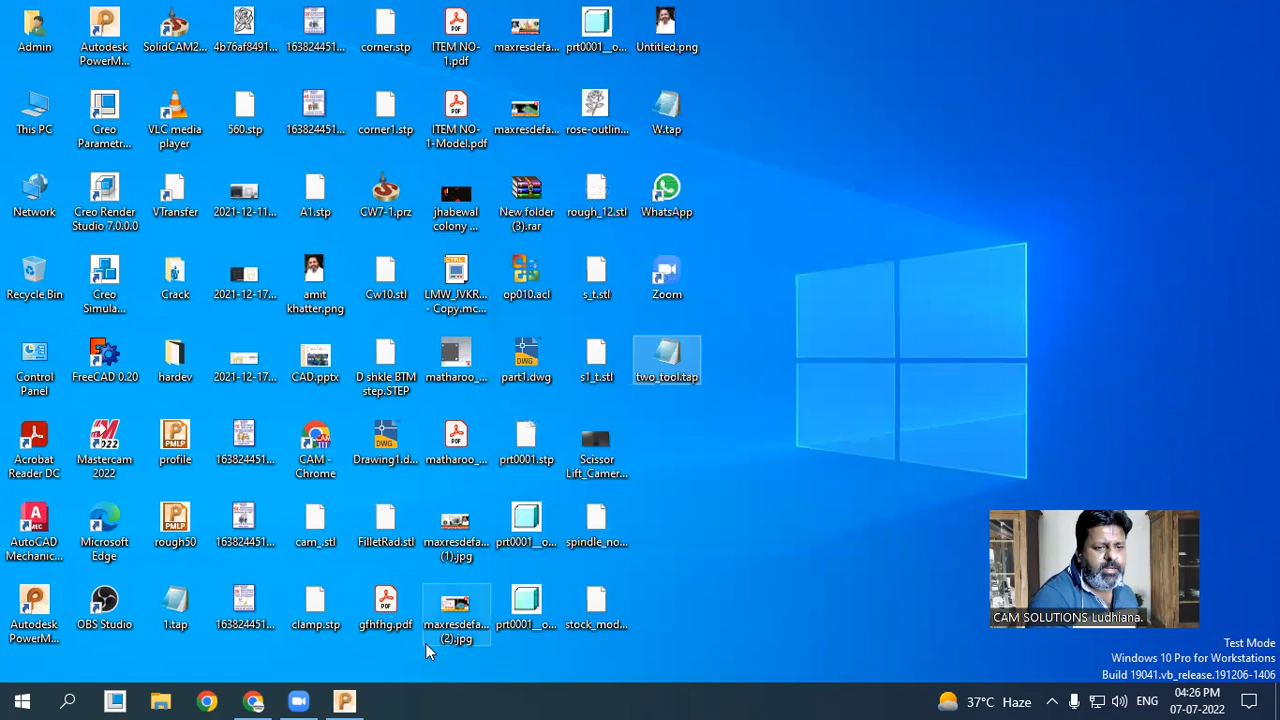 Admin
Autodesk
PowerM...
SolidCAM2...
4b76af8491...
163824451...
corner.stp
ITEM NO-
1.pdf
maxresdefa...
prt0001__o...
Untitled.png
This PC
Creo
Parametr...
VLC media
player
560.stp
163824451...
corner1.stp
ITEM NO-
1-Model.pdf
maxresdefa...
rose-outlin...
W.tap
Network
Creo Render
Studio 7.0.0.0
VTransfer
2021-12-11...
A1.stp
CW7-1.prz
jhabewal
colony ...
New folder
(3).rar
rough_12.stl
WhatsApp
Recycle Bin
Creo
Simula...
Crack
2021-12-17...
amit
khatter.png
Cw10.stl
LMW_JVKR...
- Copy.mc...
op010.acl
s_t.stl
Zoom
Control
Panel
FreeCAD 0.20
hardev
2021-12-17...
CAD.pptx
D shkle BTM
step.STEP
matharoo_...
part1.dwg
s1_t.stl
two_tool.tap
Acrobat
Reader DC
Mastercam
2022
profile
163824451...
CAM -
Chrome
Drawing1.d...
matharoo_...
prt0001.stp
Scissor
Lift_Camer...
AutoCAD
Mechanic...
Microsoft
Edge
rough50
163824451...
cam_.stl
FilletRad.stl
maxresdefa...
(1).jpg
prt0001__o...
spindle_no...
Autodesk
PowerM...
OBS Studio
1.tap
163824451...
clamp.stp
gfhfhg.pdf
maxresdefa...
(2).jpg
prt0001__o...
stock_mod...
CAM SOLUTIONS Ludhiana.
Test Mode
Windows 10 Pro for Workstations
Build 19041.vb_release.191206-1406
37°C Haze
ENG
04:26 PM
07-07-2022